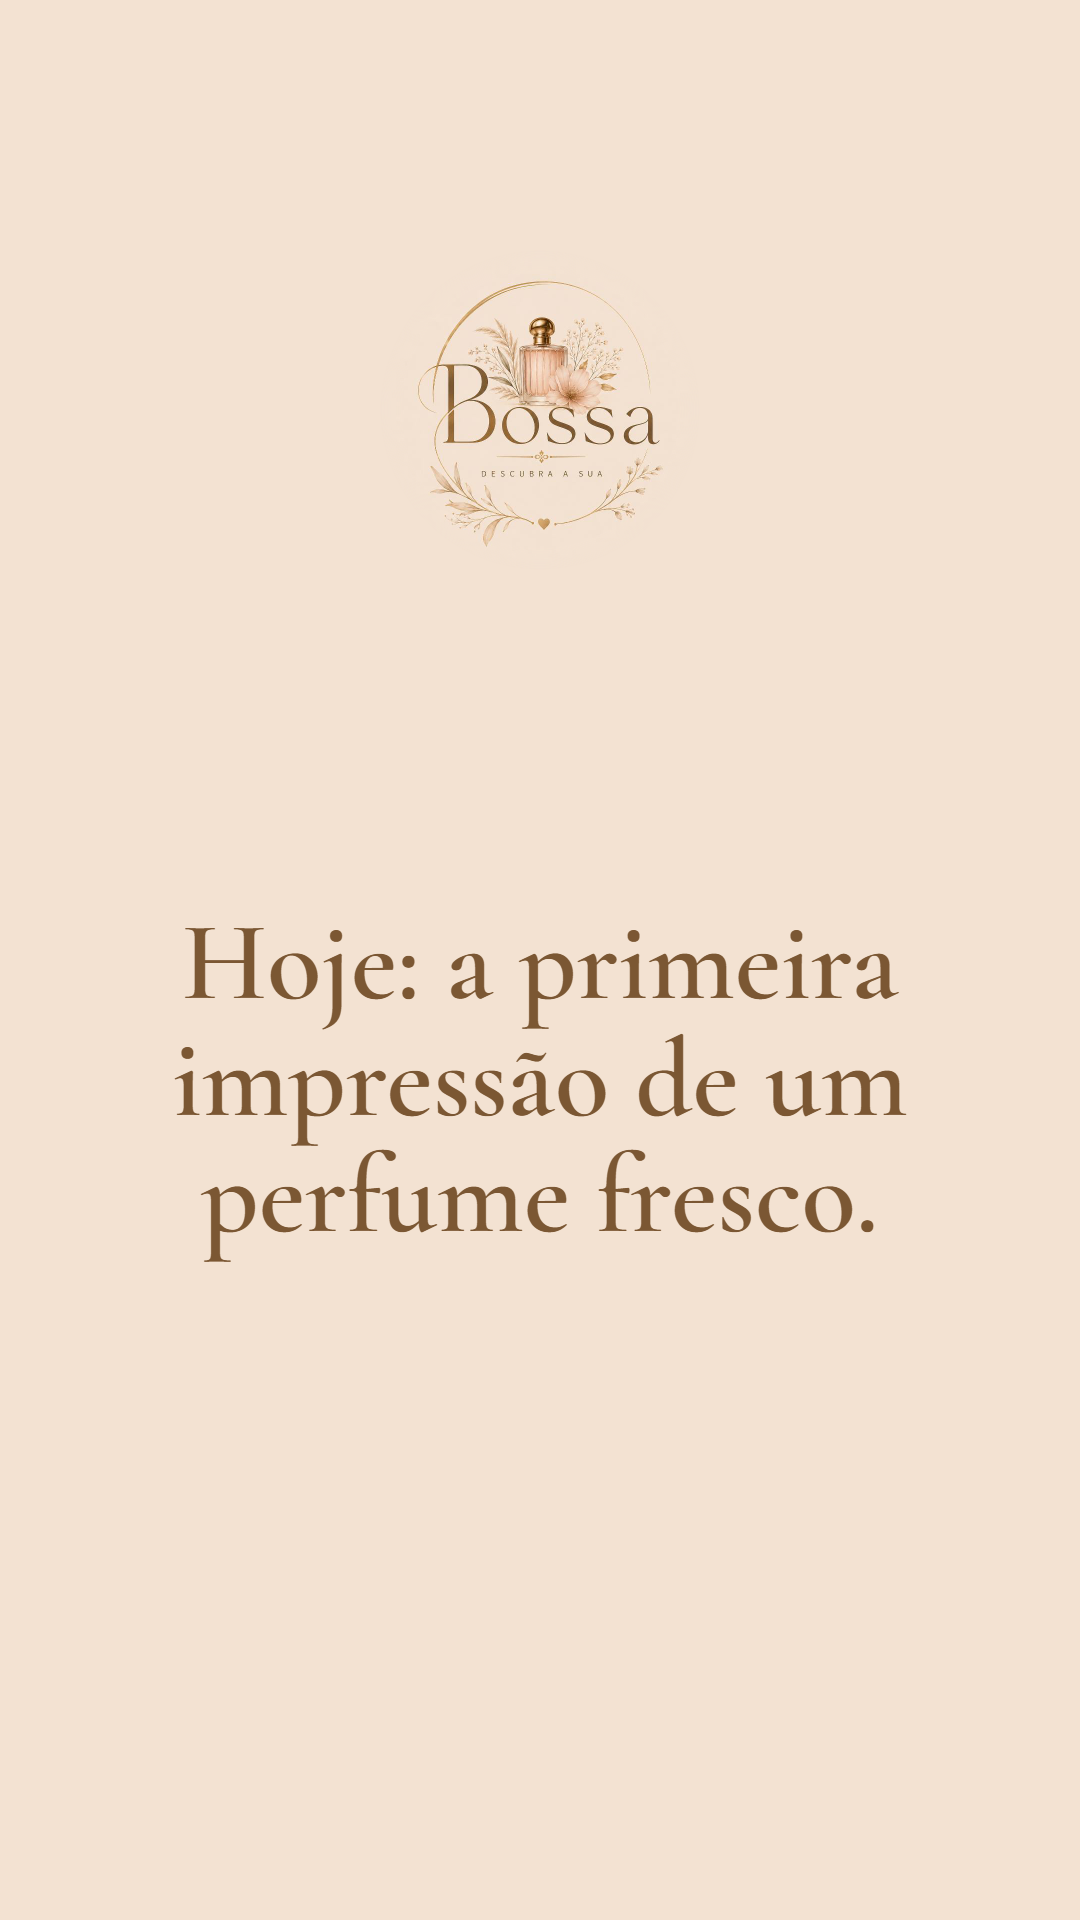 Bossa
DESCUBRA A SUA
Hoje: a primeira
impressão de um
perfume fresco.